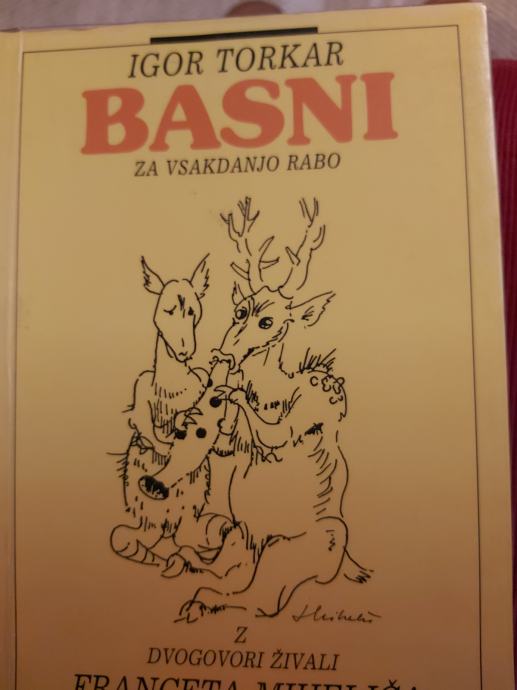 IGOR TORKAR
BASNI
ZA VSAKDANJO RABO
Z
DVOGOVORI ŽIVALI
FRANCETA MIHELIČA